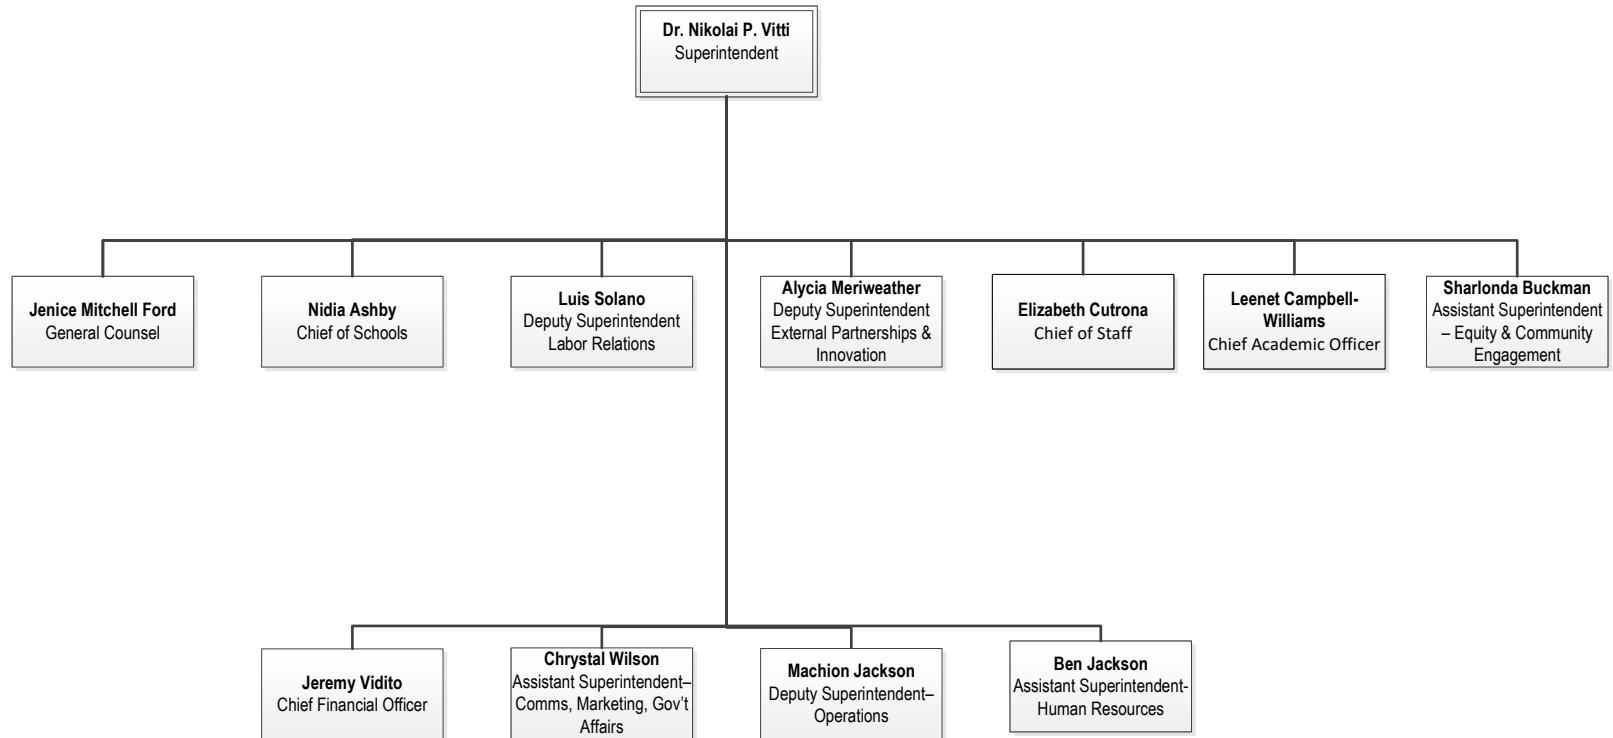 Dr. Nikolai P. Vitti
Superintendent
Jenice Mitchell Ford
General Counsel
Nidia Ashby
Chief of Schools
Luis Solano
Deputy Superintendent
Labor Relations
Alycia Meriweather
Deputy Superintendent
External Partnerships &
Innovation
Elizabeth Cutrona
Chief of Staff
Leenet Campbell-
Williams
Chief Academic Officer
Sharlonda Buckman
Assistant Superintendent
– Equity & Community
Engagement
Jeremy Vidito
Chief Financial Officer
Chrystal Wilson
Assistant Superintendent–
Comms, Marketing, Gov’t
Affairs
Machion Jackson
Deputy Superintendent–
Operations
Ben Jackson
Assistant Superintendent-
Human Resources